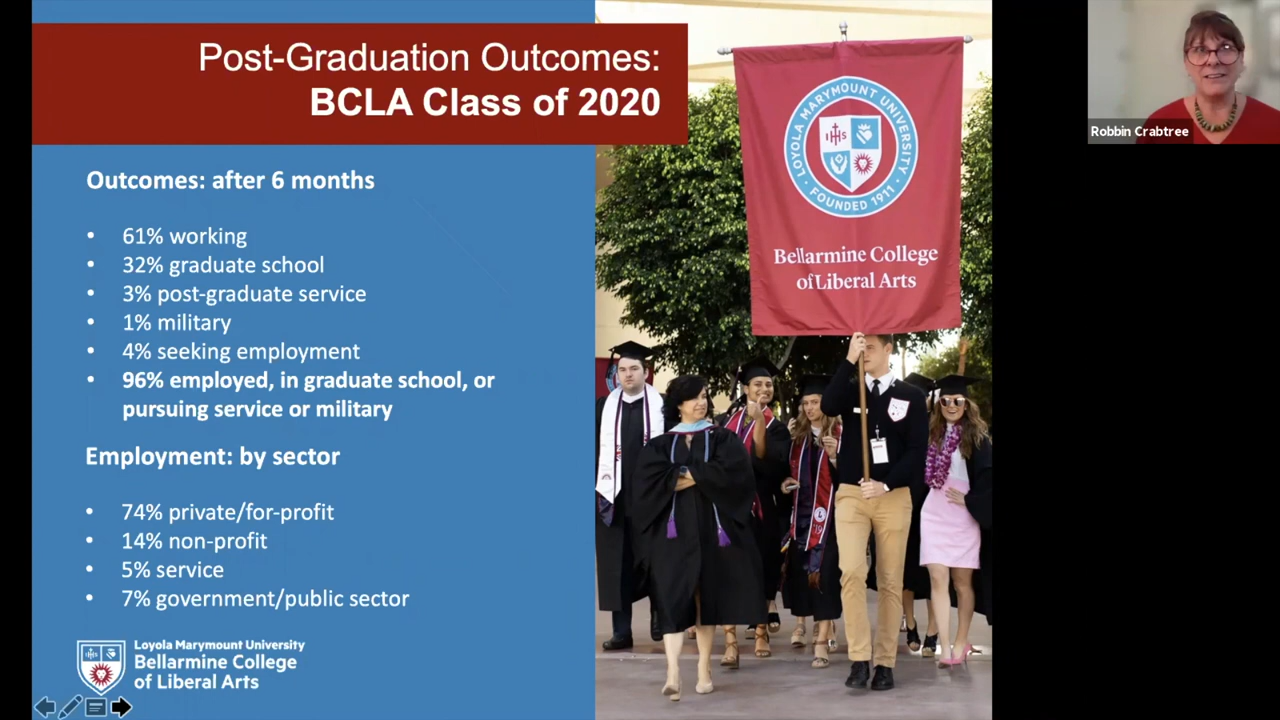 Post-Graduation Outcomes:
BCLA Class of 2020
Outcomes: after 6 months
• 61% working
• 32% graduate school
• 3% post-graduate service
• 1% military
• 4% seeking employment
• 96% employed, in graduate school, or
pursuing service or military
Employment: by sector
• 74% private/for-profit
• 14% non-profit
• 5% service
• 7% government/public sector
Loyola Marymount University
Bellarmine College
of Liberal Arts
LOYOLA MARYMOUNT UNIVERSITY
• FOUNDED 1911 •
IHS
Bellarmine College
of Liberal Arts
'19
Robbin Crabtree